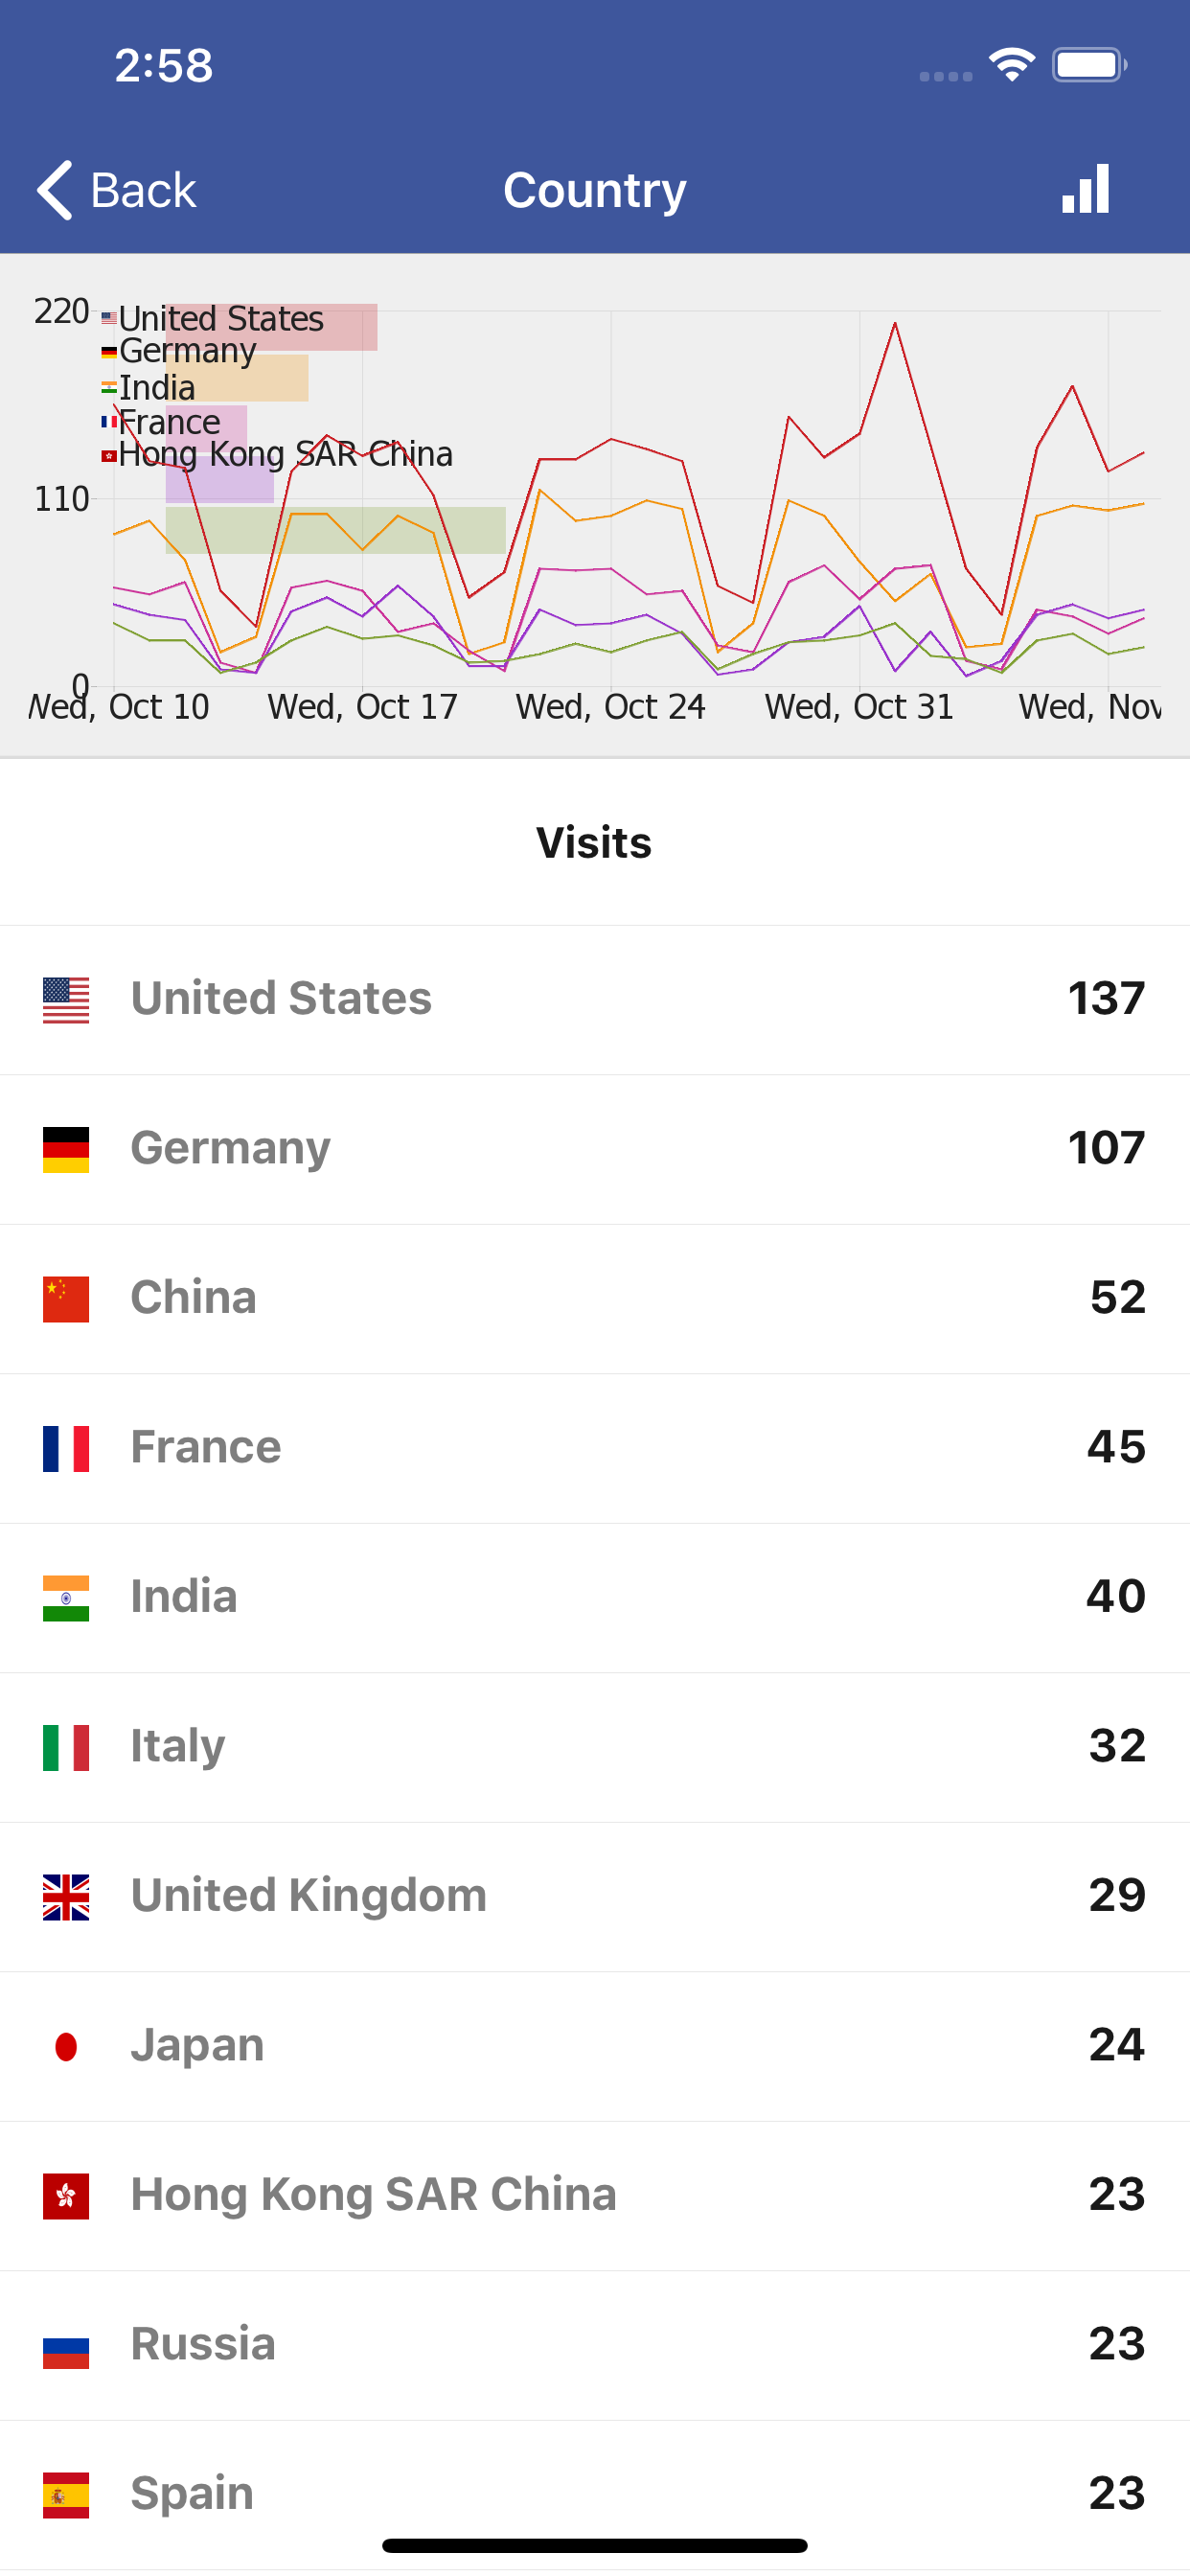 2:58
Back
Country
220
United States
Germany
India
France
Hong Kong SAR China
110
0
Wed, Oct 10 Wed, Oct 17 Wed, Oct 24 Wed, Oct 31 Wed, Nov
Visits
United States 137
Germany 107
China 52
France 45
India 40
Italy 32
United Kingdom 29
Japan 24
Hong Kong SAR China 23
Russia 23
Spain 23